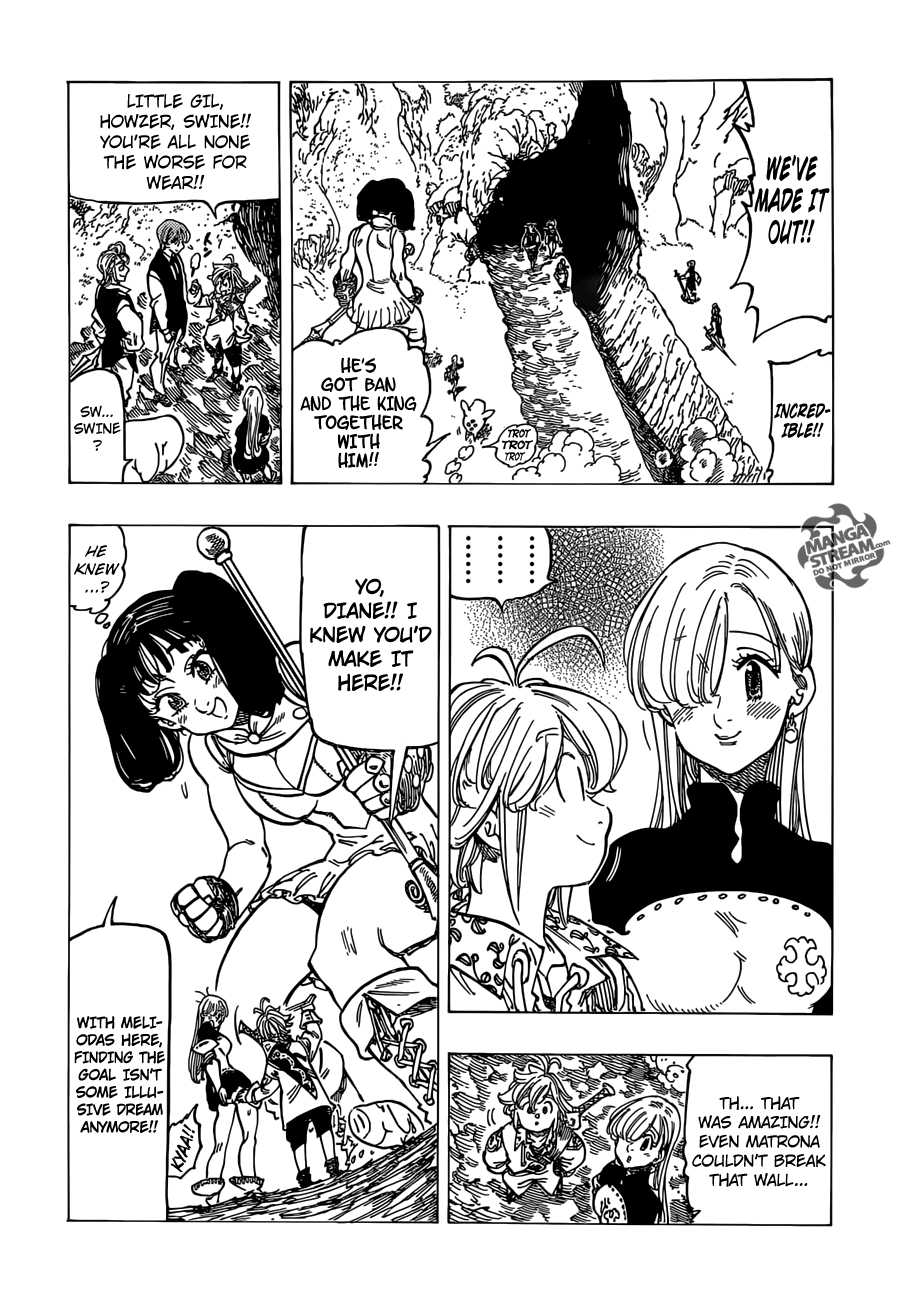 WE'VE
MADE IT
OUT!!
INCRED-
IBLE!!
TROT
TROT
TROT
HE'S
GOT BAN
AND THE KING
TOGETHER
WITH
HIM!!
LITTLE GIL,
HOWZER, SWINE!!
YOU'RE ALL NONE
THE WORSE FOR
WEAR!!
SW...
SWINE
?
MANGA
STREAM.com
DO NOT MIRROR
YO,
DIANE!! I
KNEW YOU'D
MAKE IT
HERE!!
HE
KNEW
...?
TH... THAT
WAS AMAZING!!
EVEN MATRONA
COULDN'T BREAK
THAT WALL...
WITH MELI-
ODAS HERE,
FINDING THE
GOAL ISN'T
SOME ILLU-
SIVE DREAM
ANYMORE!!
KYAA!!